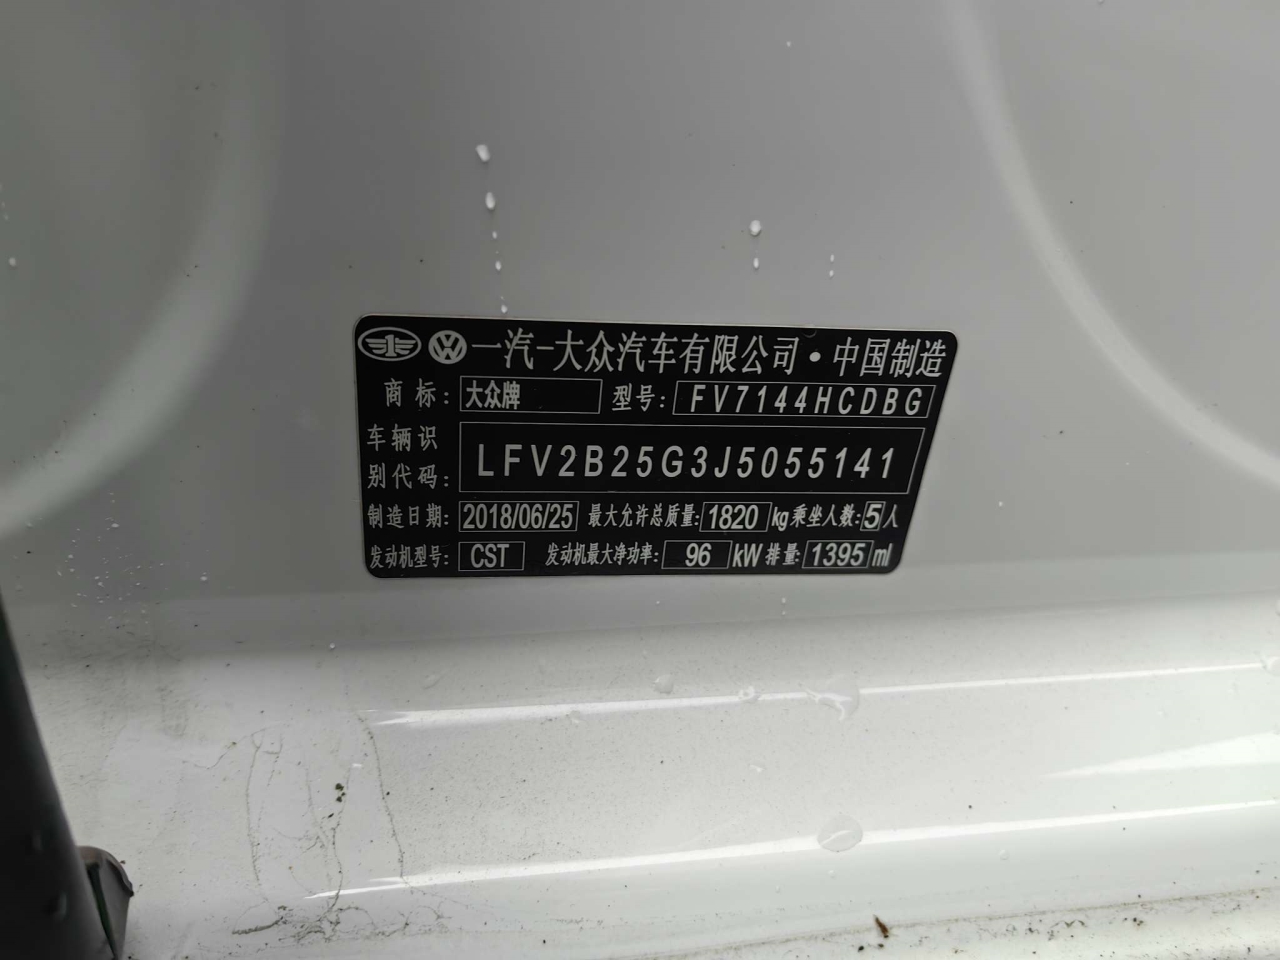 一汽-大众汽车有限公司·中国制造
商标: 大众牌 型号: FV7144HCDBG
车辆识别代码: LFV2B25G3J5055141
制造日期: 2018/06/25 最大允许总质量: 1820 kg 乘坐人数: 5 人
发动机型号: CST 发动机最大净功率: 96 kW 排量: 1395 ml